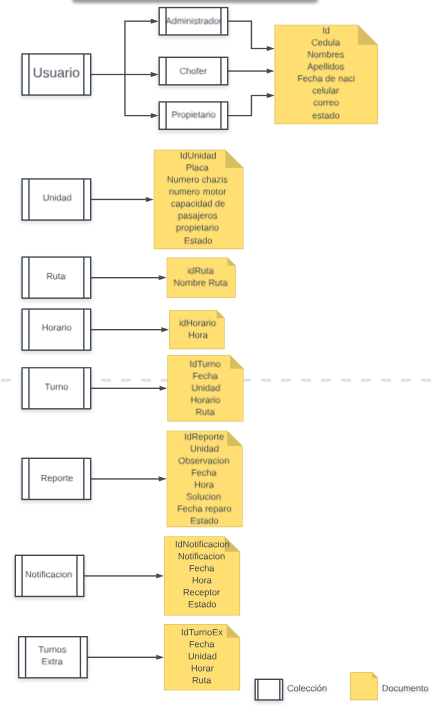 Administrador
Usuario
Chofer
Propietario
Id
Cedula
Nombres
Apellidos
Fecha de naci
celular
correo
estado
Unidad
IdUnidad
Placa
Numero chazis
numero motor
capacidad de
pasajeros
propietario
Estado
Ruta
idRuta
Nombre Ruta
Horario
idHorario
Hora
Turno
IdTurno
Fecha
Unidad
Horario
Ruta
Reporte
IdReporte
Unidad
Observacion
Fecha
Hora
Solucion
Fecha reparo
Estado
Notificacion
IdNotificacion
Notificacion
Fecha
Hora
Receptor
Estado
Turnos
Extra
IdTurnoEx
Fecha
Unidad
Horar
Ruta
Colección
Documento